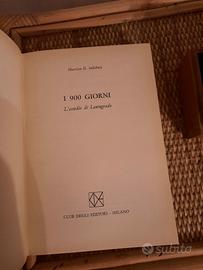 Harrison E. Salisbury
I 900 GIORNI
L'assedio di Leningrado
CLUB DEGLI EDITORI - MILANO
subito